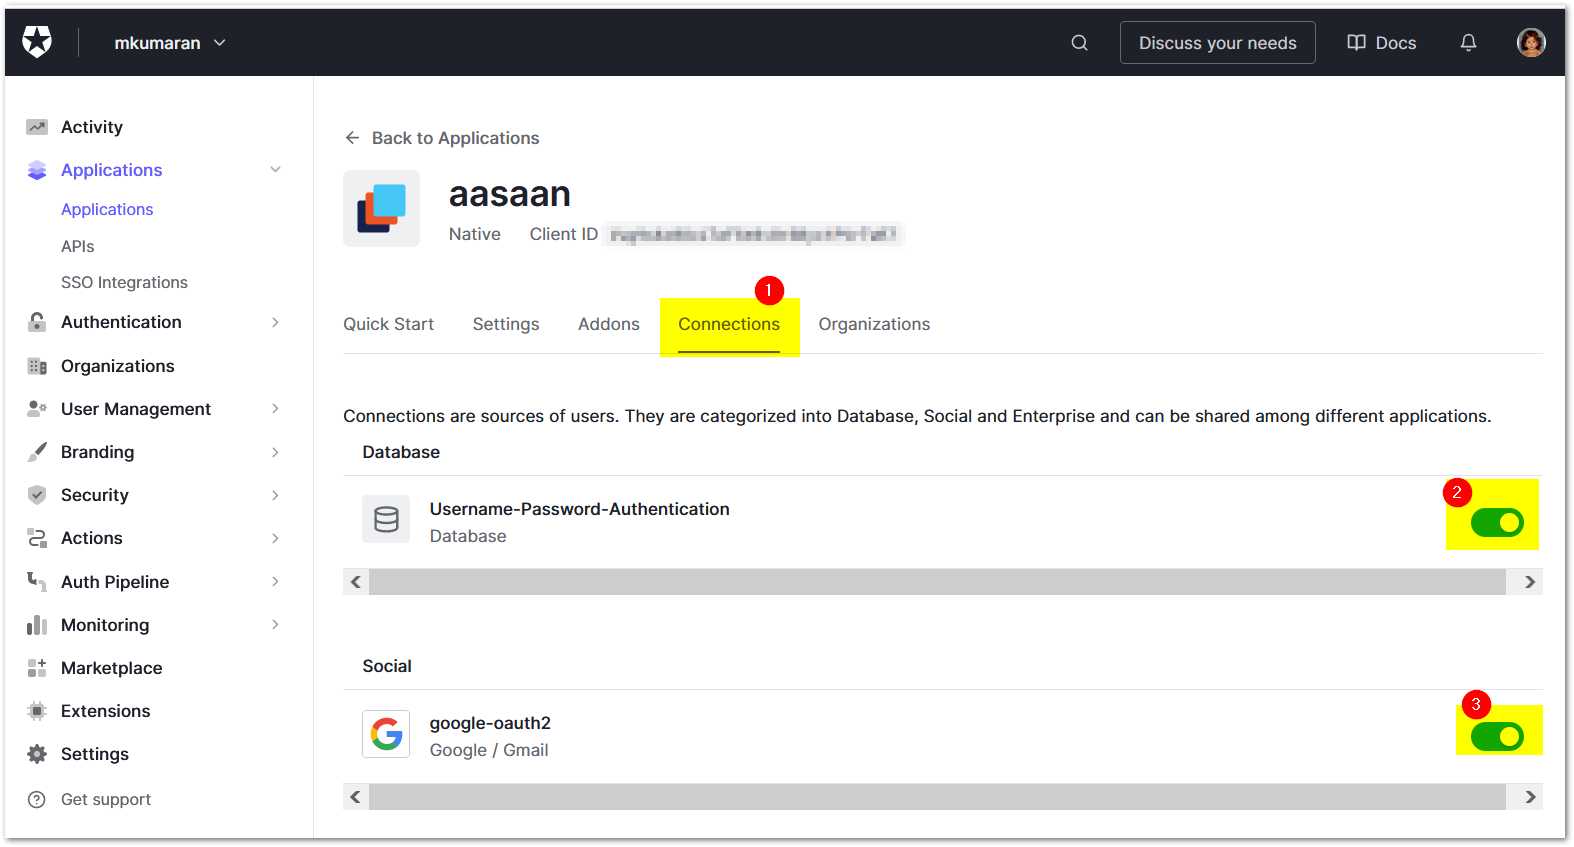 mkumaran
Discuss your needs
Docs
Activity
Applications
Applications
APIs
SSO Integrations
Authentication
Organizations
User Management
Branding
Security
Actions
Auth Pipeline
Monitoring
Marketplace
Extensions
Settings
Get support
Back to Applications
aasaan
Native Client ID
1
Quick Start Settings Addons Connections Organizations
Connections are sources of users. They are categorized into Database, Social and Enterprise and can be shared among different applications.
Database
2
Username-Password-Authentication
Database
Social
3
google-oauth2
Google / Gmail